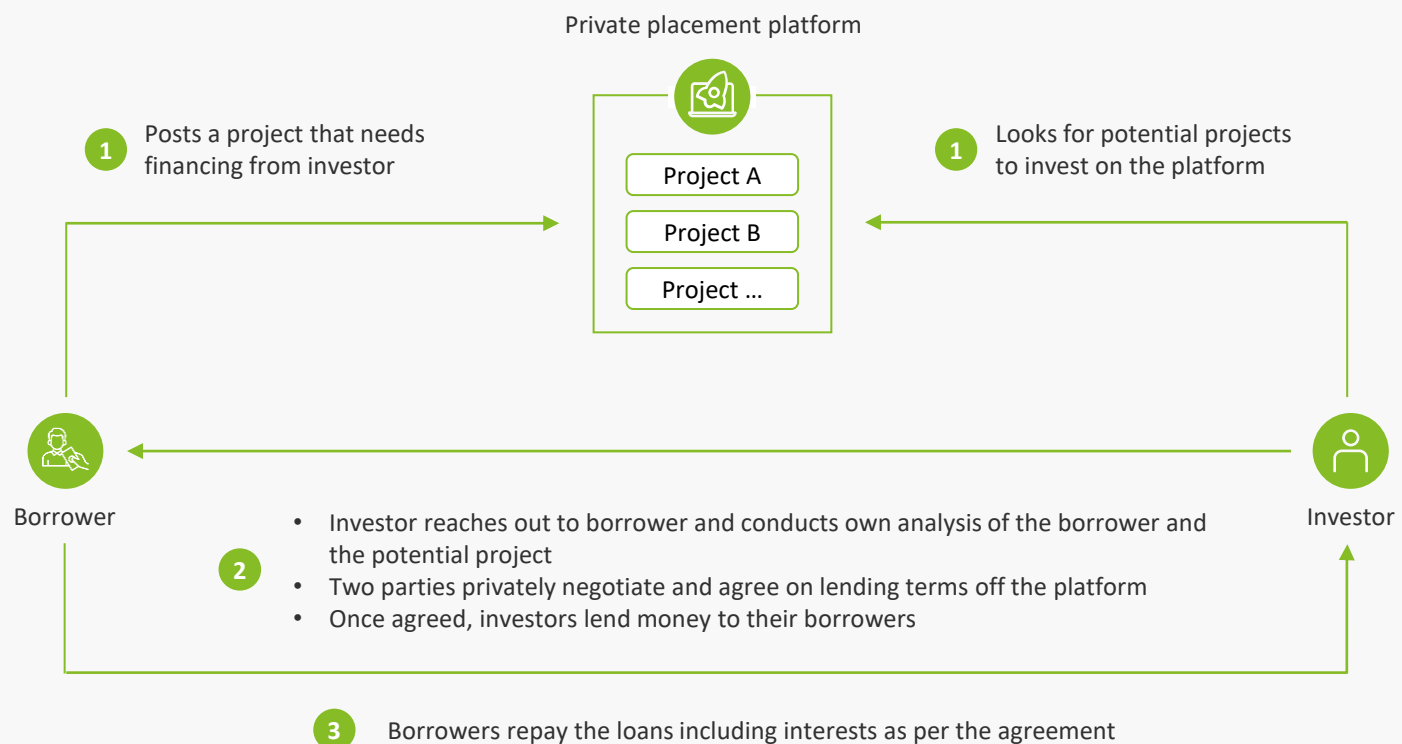 Private placement platform
1
Posts a project that needs
financing from investor
1
Looks for potential projects
to invest on the platform
Project A
Project B
Project ...
Borrower
Investor
2
• Investor reaches out to borrower and conducts own analysis of the borrower and
the potential project
• Two parties privately negotiate and agree on lending terms off the platform
• Once agreed, investors lend money to their borrowers
3
Borrowers repay the loans including interests as per the agreement